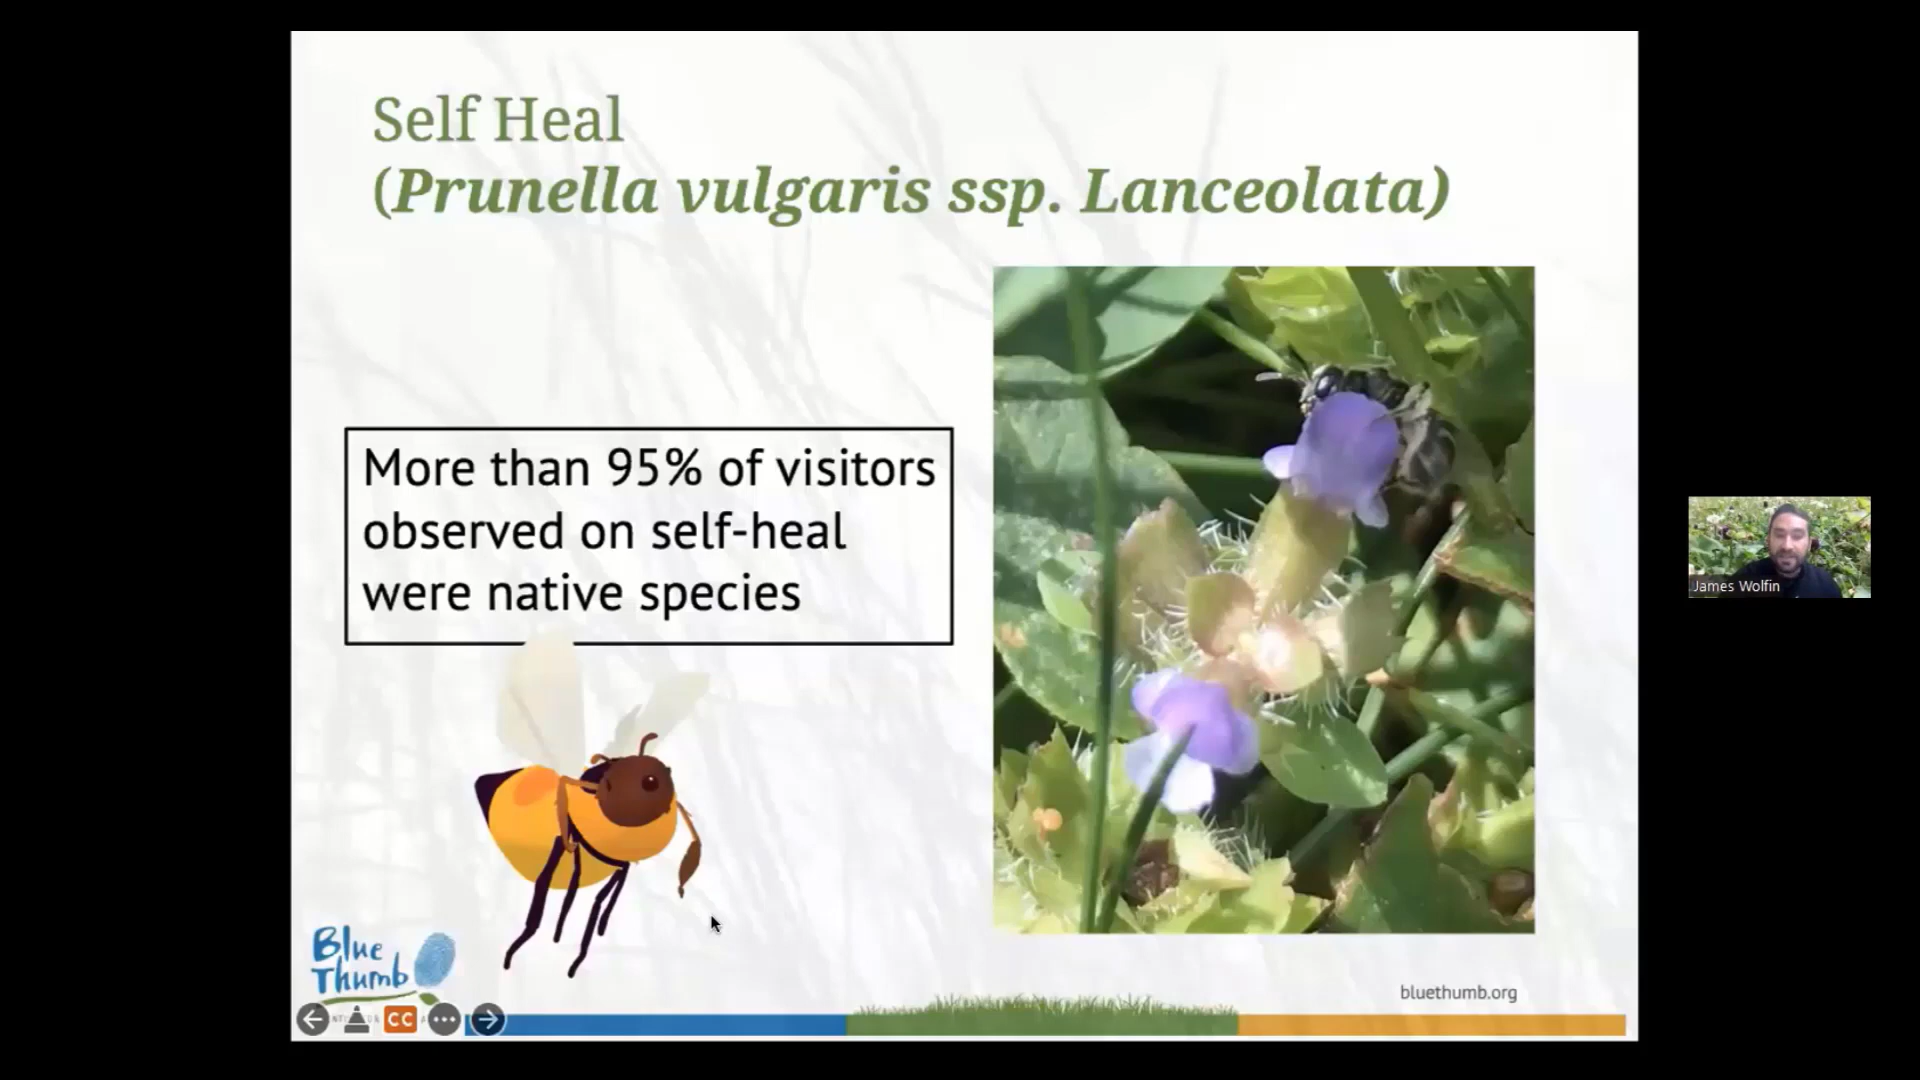 Self Heal
(Prunella vulgaris ssp. Lanceolata)
More than 95% of visitors
observed on self-heal
were native species
James Wolfin
Blue
Thumb
bluethumb.org
CC